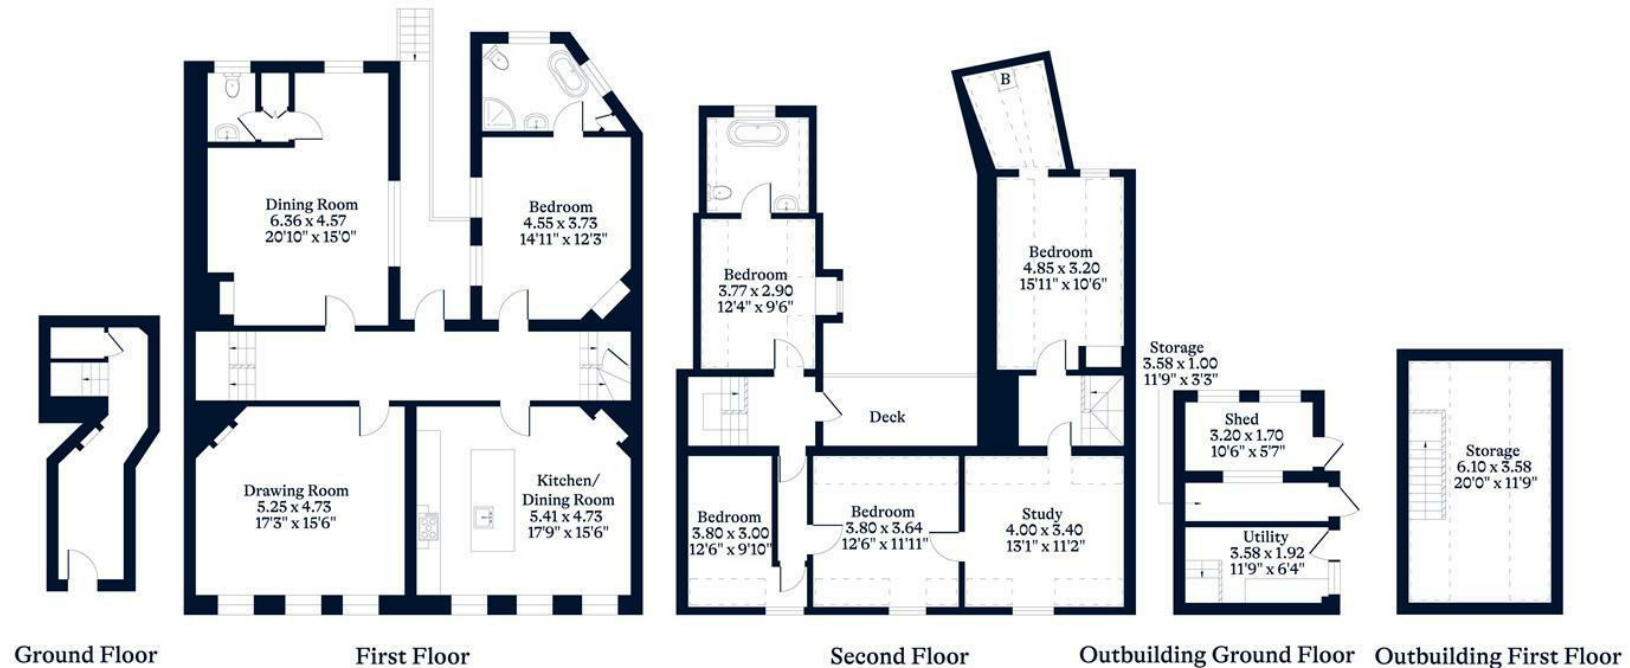 B
Dining Room
6.36 x 4.57
20'10" x 15'0"
Bedroom
4.55 x 3.73
14'11" x 12'3"
Bedroom
3.77 x 2.90
12'4" x 9'6"
Bedroom
4.85 x 3.20
15'11" x 10'6"
Storage
3.58 x 1.00
11'9" x 3'3"
Deck
Shed
3.20 x 1.70
10'6" x 5'7"
Storage
6.10 x 3.58
20'0" x 11'9"
Drawing Room
5.25 x 4.73
17'3" x 15'6"
Kitchen/
Dining Room
5.41 x 4.73
17'9" x 15'6"
Bedroom
3.80 x 3.00
12'6" x 9'10"
Bedroom
3.80 x 3.64
12'6" x 11'11"
Study
4.00 x 3.40
13'1" x 11'2"
Utility
3.58 x 1.92
11'9" x 6'4"
Ground Floor
First Floor
Second Floor
Outbuilding Ground Floor
Outbuilding First Floor